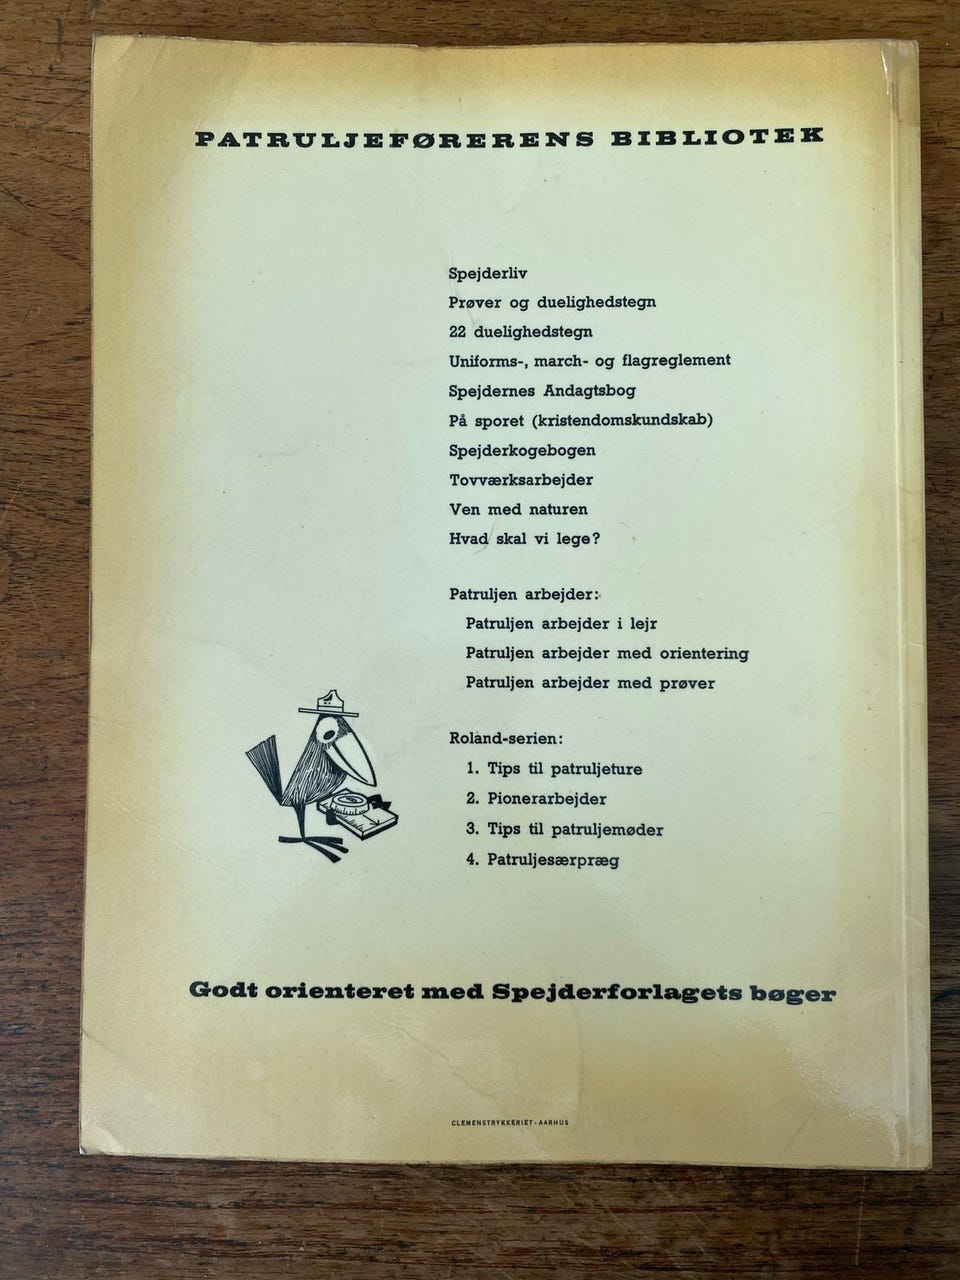 PATRULJEFØRERENS BIBLIOTEK
Spejderliv
Prøver og duelighedstegn
22 duelighedstegn
Uniforms-, march- og flagreglement
Spejdernes Andagtsbog
På sporet (kristendomskundskab)
Spejderkogebogen
Tovværksarbejder
Ven med naturen
Hvad skal vi lege?
Patruljen arbejder:
Patruljen arbejder i lejr
Patruljen arbejder med orientering
Patruljen arbejder med prøver
Roland-serien:
1. Tips til patruljeture
2. Pionerarbejder
3. Tips til patruljemøder
4. Patruljesærpræg
Godt orienteret med Spejderforlagets bøger
CLEMENSTRYKKERIET - AARHUS